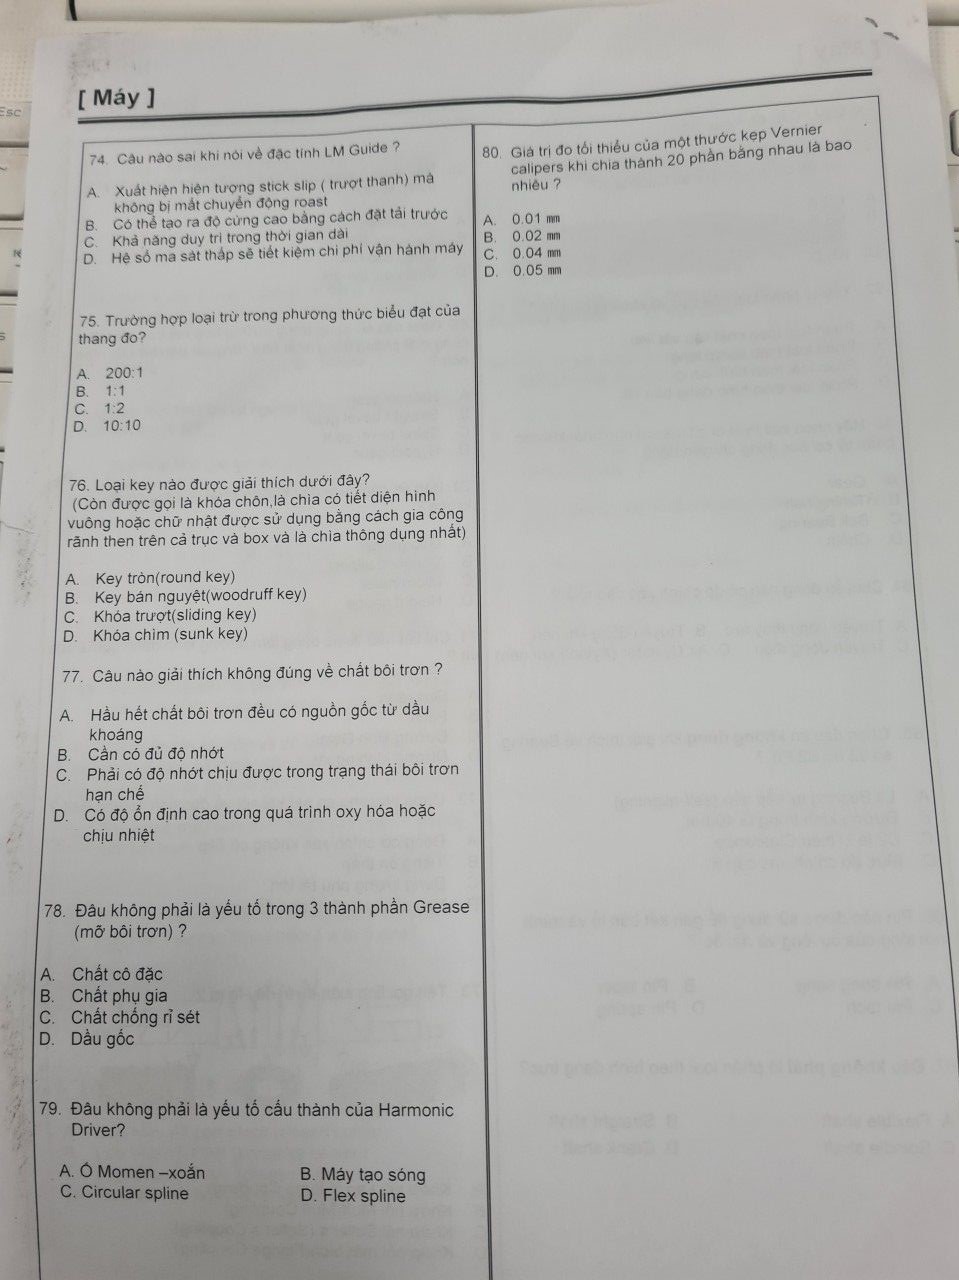 [ Máy ]
74. Câu nào sai khi nói về đặc tính LM Guide ?
A. Xuất hiện hiện tượng stick slip ( trượt thanh) mà
không bị mất chuyển động roast
B. Có thể tạo ra độ cứng cao bằng cách đặt tải trước
C. Khả năng duy trì trong thời gian dài
D. Hệ số ma sát thấp sẽ tiết kiệm chi phí vận hành máy
75. Trường hợp loại trừ trong phương thức biểu đạt của
thang đo?
A. 200:1
B. 1:1
C. 1:2
D. 10:10
76. Loại key nào được giải thích dưới đây?
(Còn được gọi là khóa chôn,là chìa có tiết diện hình
vuông hoặc chữ nhật được sử dụng bằng cách gia công
rãnh then trên cả trục và box và là chìa thông dụng nhất)
A. Key tròn(round key)
B. Key bán nguyệt(woodruff key)
C. Khóa trượt(sliding key)
D. Khóa chìm (sunk key)
77. Câu nào giải thích không đúng về chất bôi trơn ?
A. Hầu hết chất bôi trơn đều có nguồn gốc từ dầu
khoáng
B. Cần có đủ độ nhớt
C. Phải có độ nhớt chịu được trong trạng thái bôi trơn
hạn chế
D. Có độ ổn định cao trong quá trình oxy hóa hoặc
chịu nhiệt
78. Đâu không phải là yếu tố trong 3 thành phần Grease
(mỡ bôi trơn) ?
A. Chất cô đặc
B. Chất phụ gia
C. Chất chống rỉ sét
D. Dầu gốc
79. Đâu không phải là yếu tố cấu thành của Harmonic
Driver?
A. Ô Momen –xoắn B. Máy tạo sóng
C. Circular spline D. Flex spline
80. Giá trị đo tối thiểu của một thước kẹp Vernier
calipers khi chia thành 20 phần bằng nhau là bao
nhiêu ?
A. 0.01 mm
B. 0.02 mm
C. 0.04 mm
D. 0.05 mm